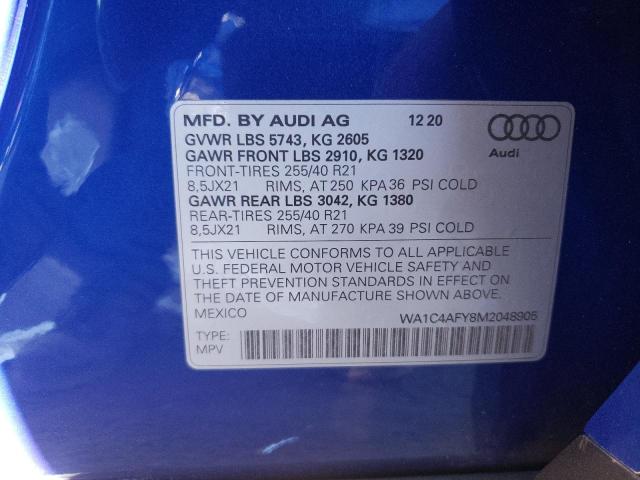 MFD. BY AUDI AG 12 20
GVWR LBS 5743, KG 2605
GAWR FRONT LBS 2910, KG 1320
FRONT-TIRES 255/40 R21
8,5JX21 RIMS, AT 250 KPA 36 PSI COLD
GAWR REAR LBS 3042, KG 1380
REAR-TIRES 255/40 R21
8,5JX21 RIMS, AT 270 KPA 39 PSI COLD
Audi
THIS VEHICLE CONFORMS TO ALL APPLICABLE
U.S. FEDERAL MOTOR VEHICLE SAFETY AND
THEFT PREVENTION STANDARDS IN EFFECT ON
THE DATE OF MANUFACTURE SHOWN ABOVE.
MEXICO WA1C4AFY8M2048905
TYPE:
MPV